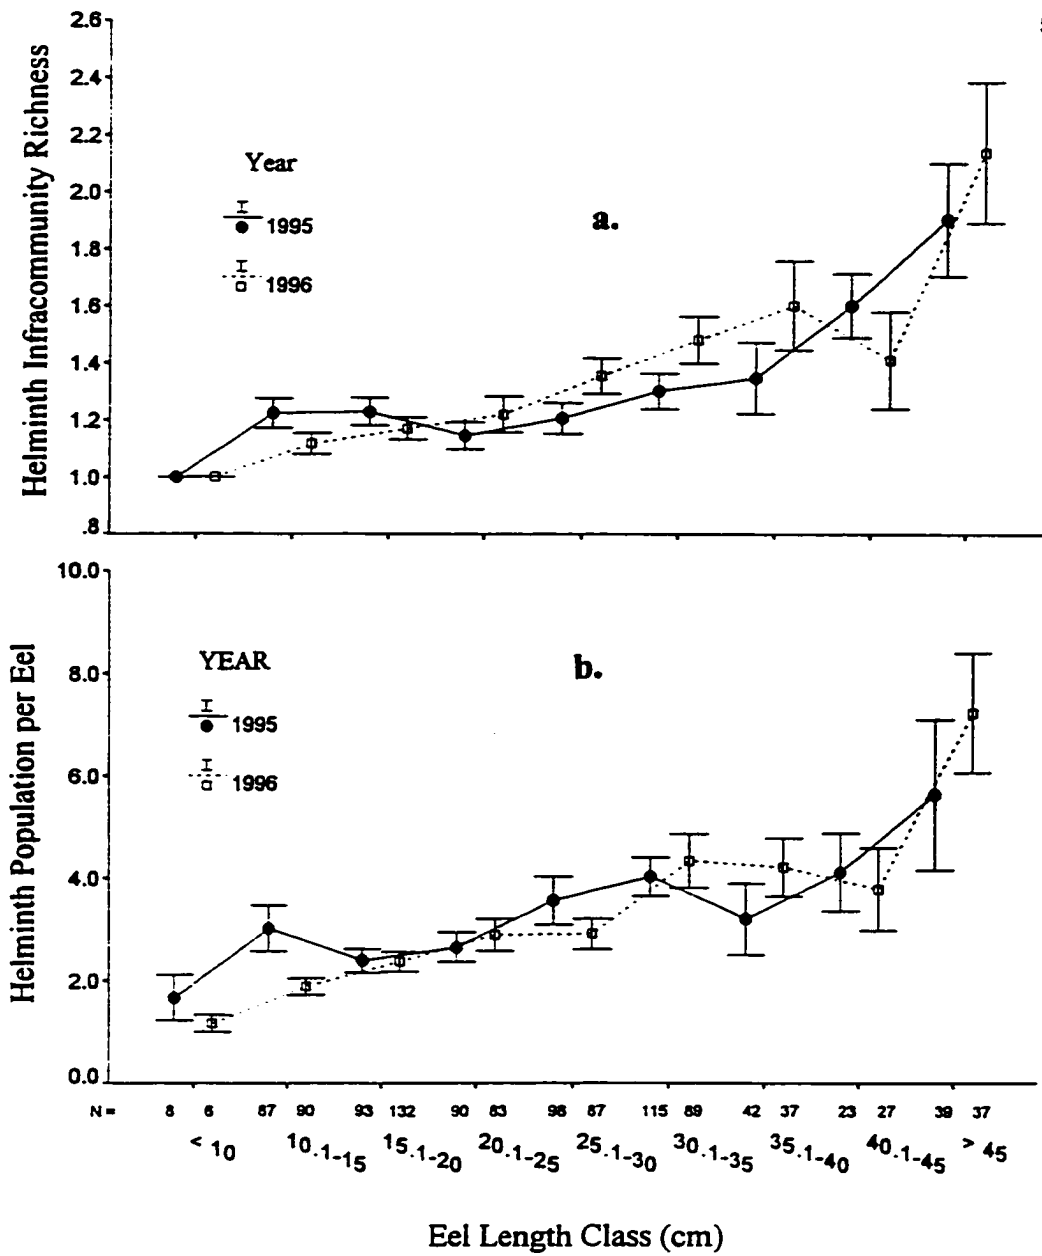 2.6
2.4
2.2
2.0
1.8
1.6
1.4
1.2
1.0
.8
Helminth Infracommunity Richness
Year
1995
1996
a.
10.0
8.0
6.0
4.0
2.0
0.0
Helminth Population per Eel
YEAR
1995
1996
b.
N = 8 6 87 90 93 132 90 83 98 87 115 89 42 37 23 27 39 37
< 10 10.1-15 15.1-20 20.1-25 25.1-30 30.1-35 35.1-40 40.1-45 > 45
Eel Length Class (cm)